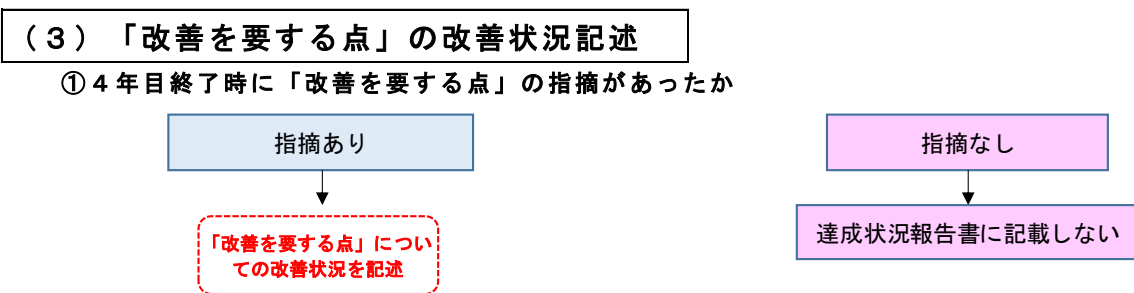 （３）「改善を要する点」の改善状況記述
①４年目終了時に「改善を要する点」の指摘があったか
指摘あり
指摘なし
「改善を要する点」につい
ての改善状況を記述
達成状況報告書に記載しない